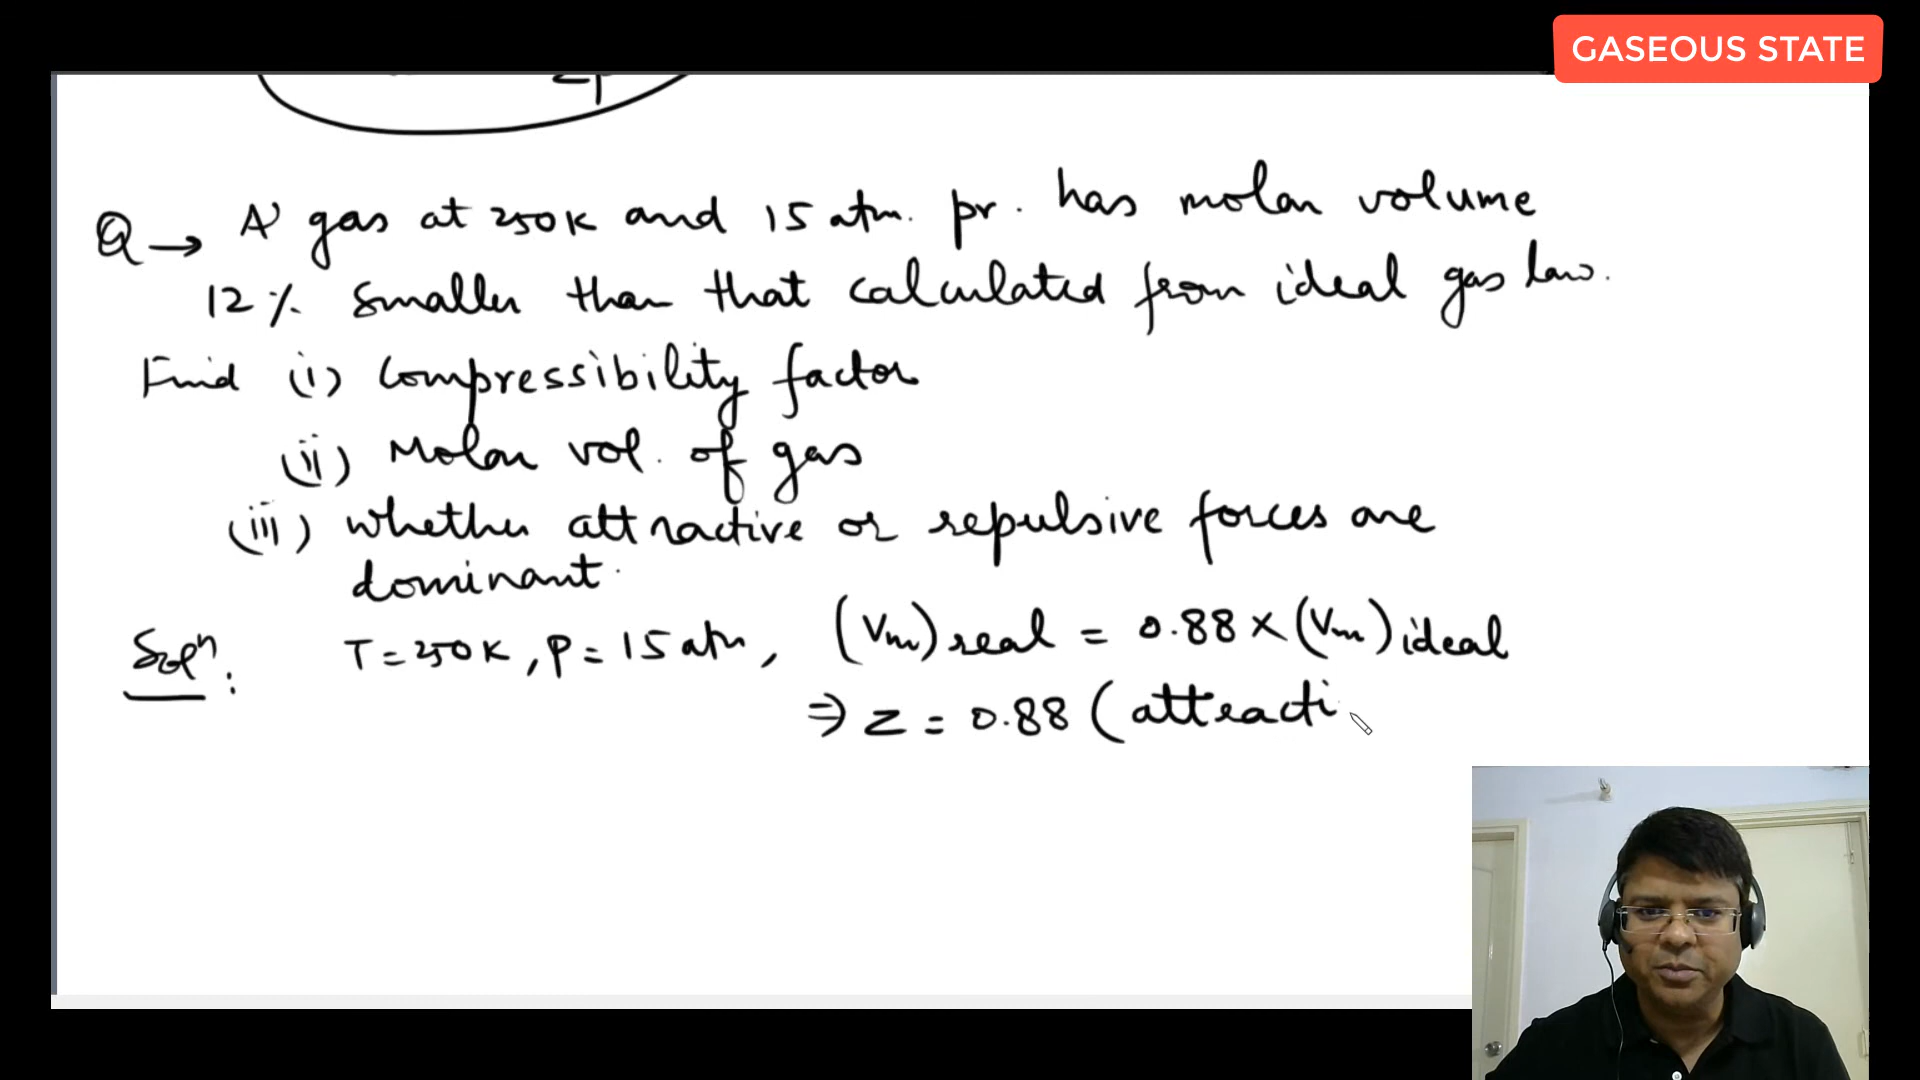 GASEOUS STATE
Q → A gas at 250K and 15 atm. pr. has molar volume
12% smaller than that calculated from ideal gas law.
Find (i) Compressibility factor
(ii) Molar vol. of gas
(iii) whether attractive or repulsive forces are
dominant.
Solⁿ: T = 250K, P = 15 atm, (Vm)real = 0.88 × (Vm)ideal
⇒ Z = 0.88 (attracti